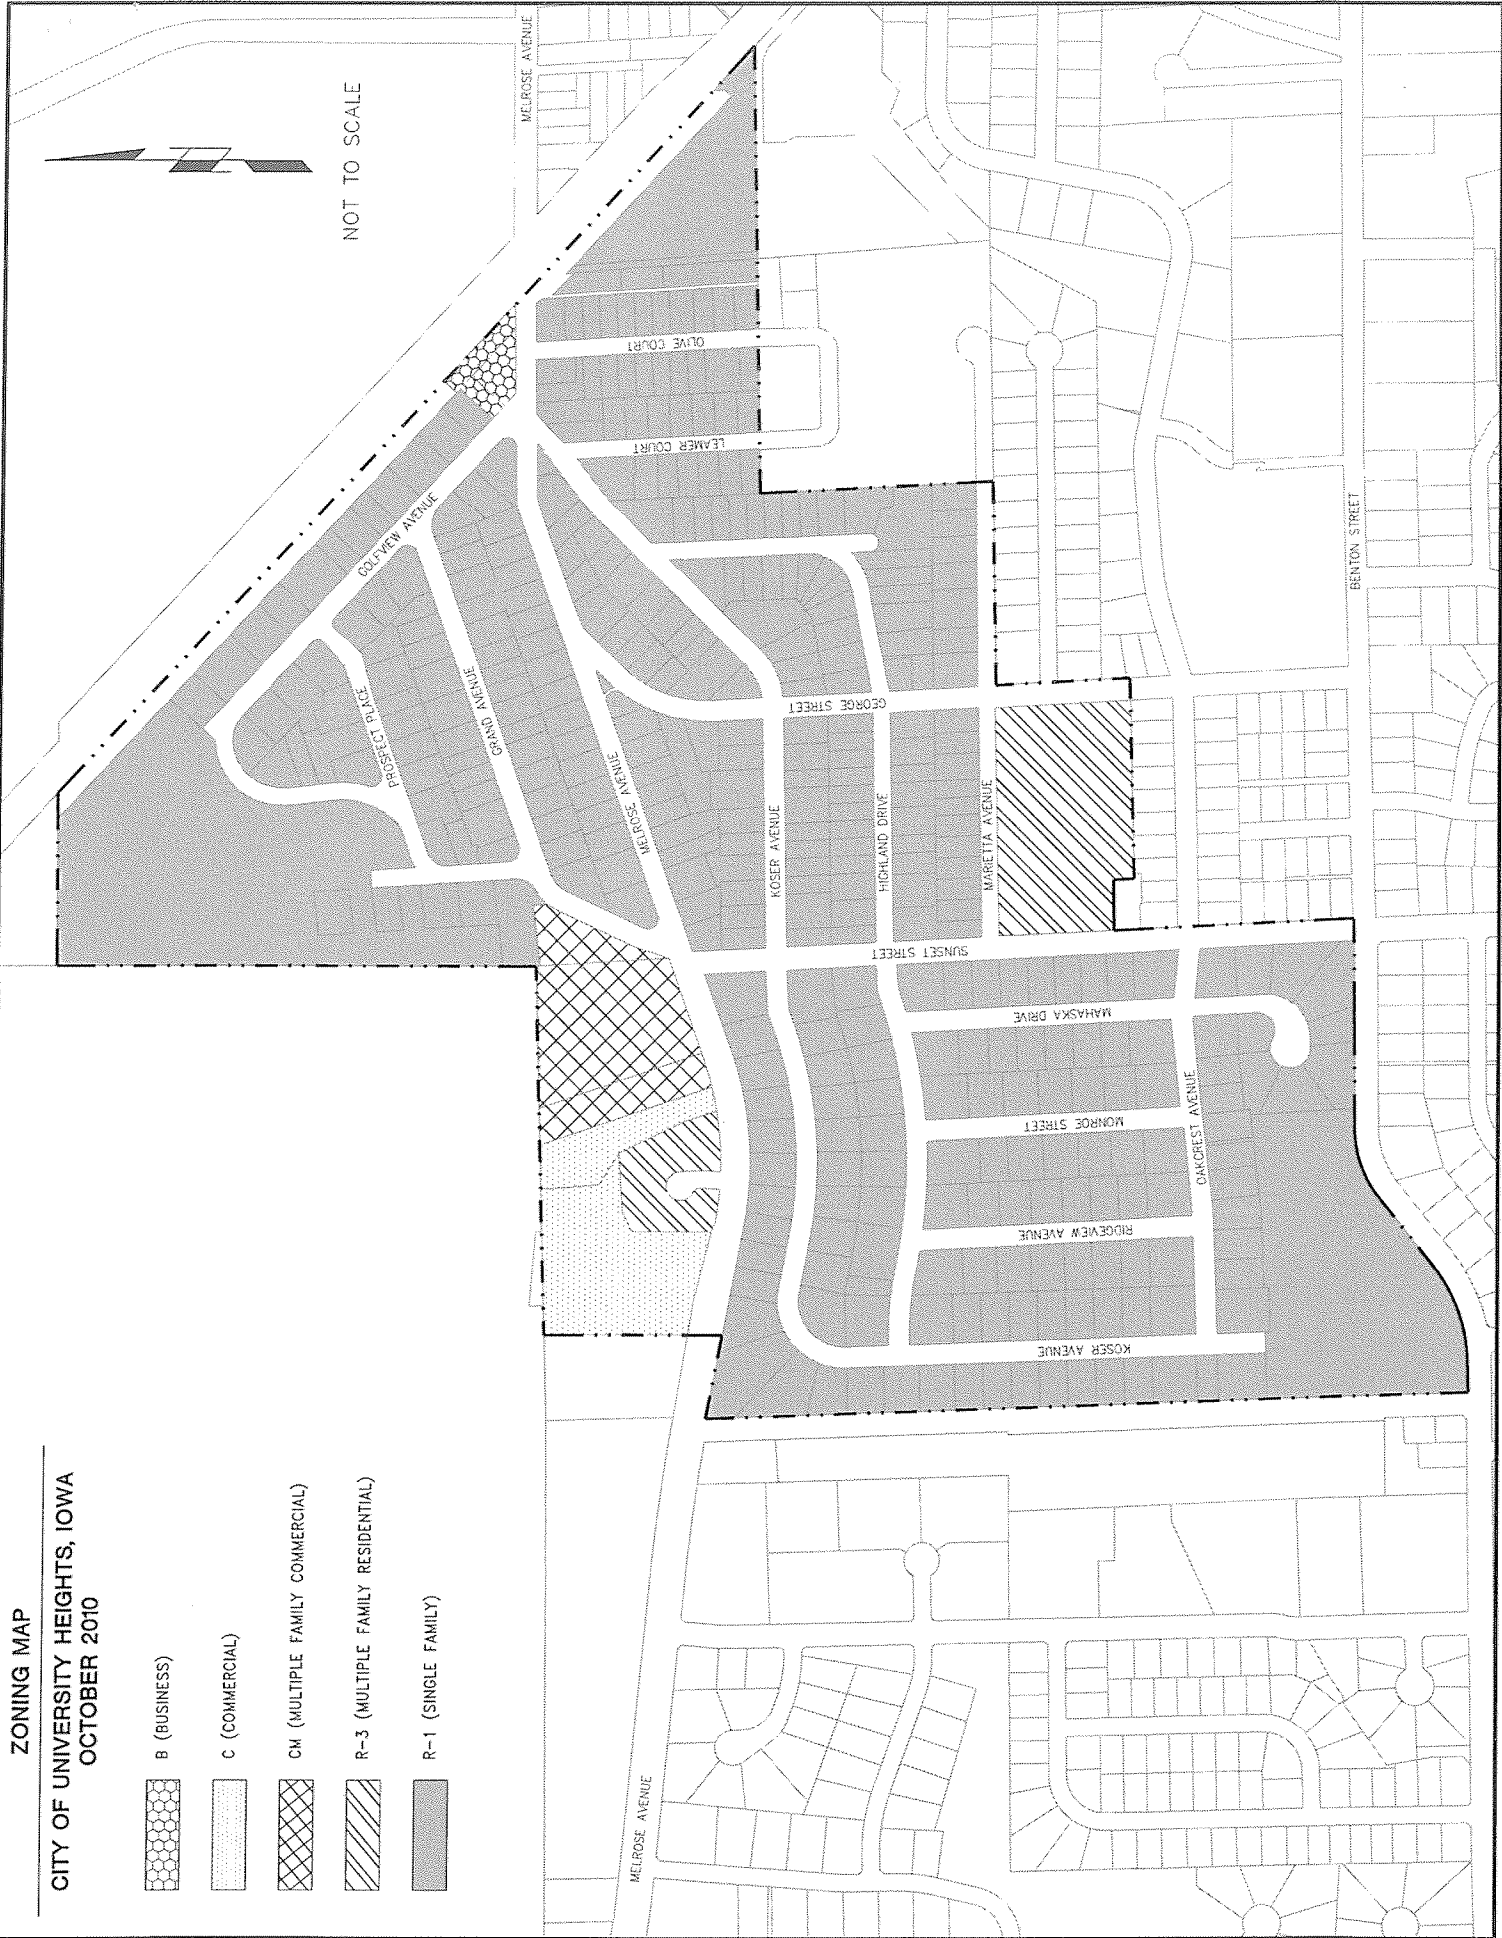 ZONING MAP
CITY OF UNIVERSITY HEIGHTS, IOWA
OCTOBER 2010
B (BUSINESS)
C (COMMERCIAL)
CM (MULTIPLE FAMILY COMMERCIAL)
R-3 (MULTIPLE FAMILY RESIDENTIAL)
R-1 (SINGLE FAMILY)
NOT TO SCALE
MELROSE AVENUE
GOLFVIEW AVENUE
PROSPECT PLACE
GRAND AVENUE
MELROSE AVENUE
OLIVE COURT
LEAMER COURT
GEORGE STREET
KOSER AVENUE
HIGHLAND DRIVE
MARIETTA AVENUE
SUNSET STREET
MAHASKA DRIVE
MONROE STREET
OAKCREST AVENUE
RIDGEVIEW AVENUE
KOSER AVENUE
BENTON STREET
MELROSE AVENUE